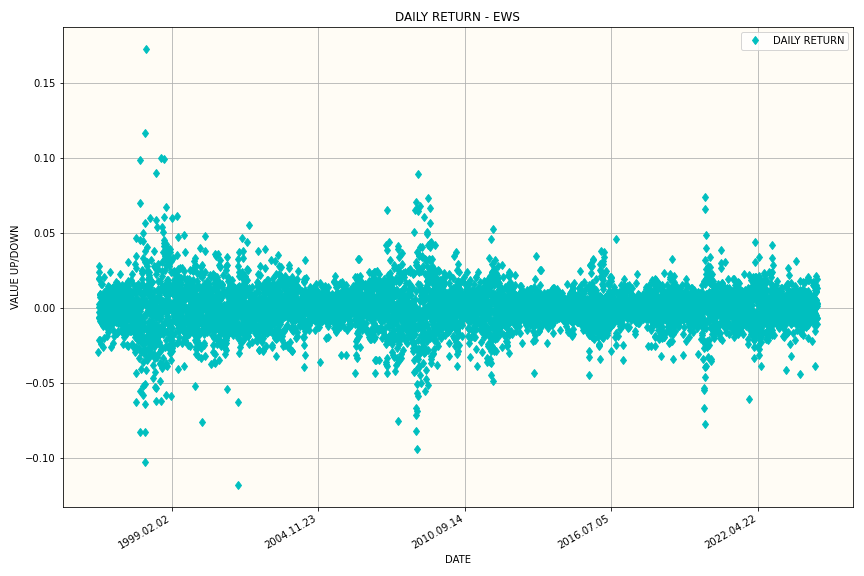 DAILY RETURN - EWS
DAILY RETURN
VALUE UP/DOWN
0.15
0.10
0.05
0.00
−0.05
−0.10
1999.02.02
2004.11.23
2010.09.14
2016.07.05
2022.04.22
DATE